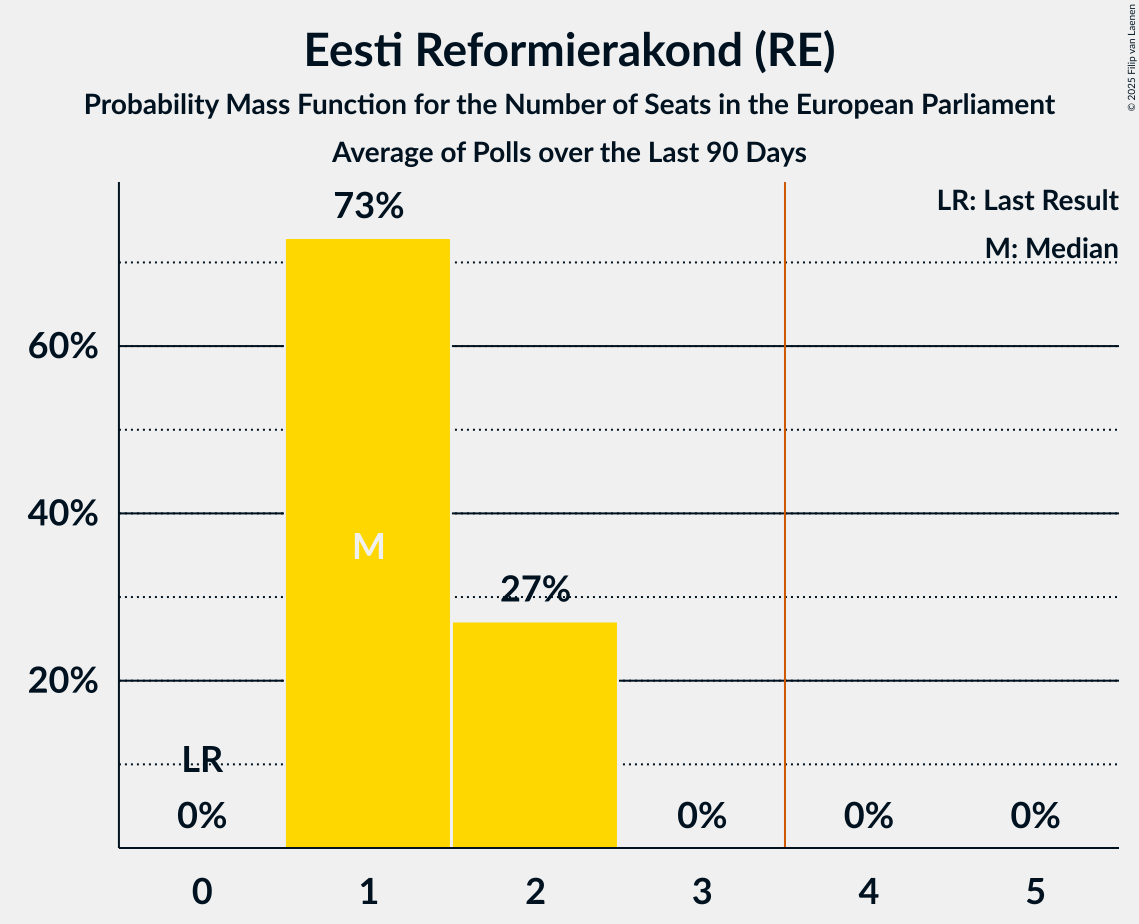 Eesti Reformierakond (RE)
Probability Mass Function for the Number of Seats in the European Parliament
Average of Polls over the Last 90 Days
© 2025 Filip van Laenen
LR: Last Result
M: Median
73%
60%
40%
M
27%
20%
LR
0%
0%
0%
0%
0
1
2
3
4
5